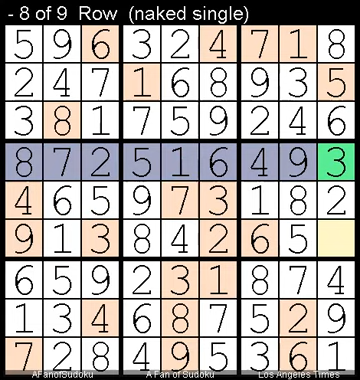 - 8 of 9 Row (naked single)
5 9 6 3 2 4 7 1 8
2 4 7 1 6 8 9 3 5
3 8 1 7 5 9 2 4 6
8 7 2 5 1 6 4 9 3
4 6 5 9 7 3 1 8 2
9 1 3 8 4 2 6 5
6 5 9 2 3 1 8 7 4
1 3 4 6 8 7 5 2 9
7 2 8 4 9 5 3 6 1
AFanofSudoku A Fan of Sudoku Los Angeles Times